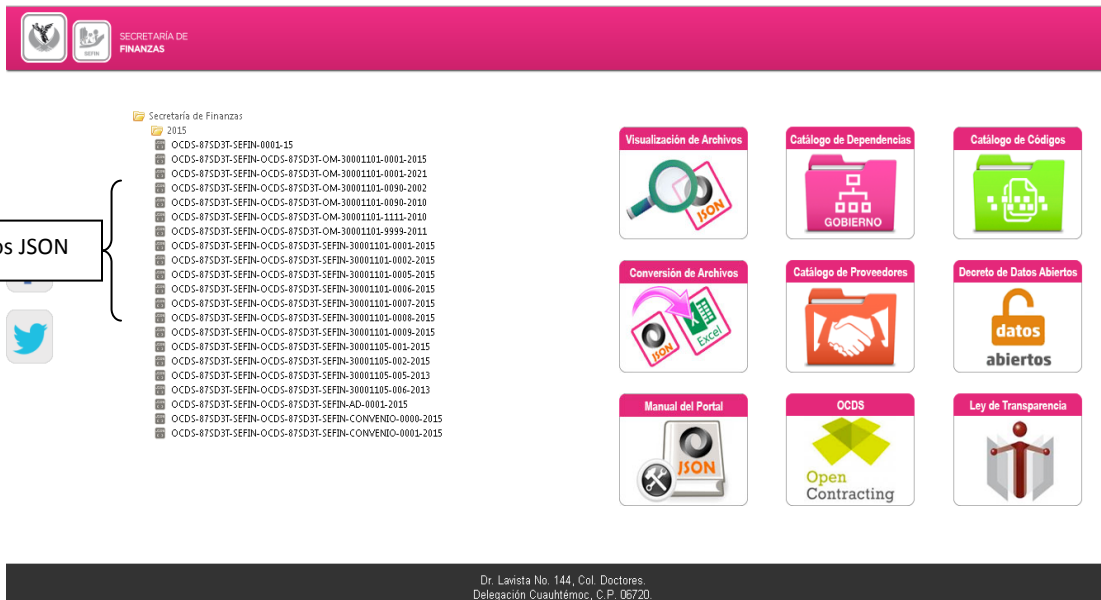 SECRETARÍA DE
FINANZAS
SEFIN
Secretaría de Finanzas
2015
OCDS-87SD3T-SEFIN-0001-15
OCDS-87SD3T-SEFIN-OCDS-87SD3T-OM-30001101-0001-2015
OCDS-87SD3T-SEFIN-OCDS-87SD3T-OM-30001101-0001-2021
OCDS-87SD3T-SEFIN-OCDS-87SD3T-OM-30001101-0090-2002
OCDS-87SD3T-SEFIN-OCDS-87SD3T-OM-30001101-0090-2010
OCDS-87SD3T-SEFIN-OCDS-87SD3T-OM-30001101-1111-2010
OCDS-87SD3T-SEFIN-OCDS-87SD3T-OM-30001101-9999-2011
OCDS-87SD3T-SEFIN-OCDS-87SD3T-SEFIN-30001101-0001-2015
OCDS-87SD3T-SEFIN-OCDS-87SD3T-SEFIN-30001101-0002-2015
OCDS-87SD3T-SEFIN-OCDS-87SD3T-SEFIN-30001101-0005-2015
OCDS-87SD3T-SEFIN-OCDS-87SD3T-SEFIN-30001101-0006-2015
OCDS-87SD3T-SEFIN-OCDS-87SD3T-SEFIN-30001101-0007-2015
OCDS-87SD3T-SEFIN-OCDS-87SD3T-SEFIN-30001101-0008-2015
OCDS-87SD3T-SEFIN-OCDS-87SD3T-SEFIN-30001101-0009-2015
OCDS-87SD3T-SEFIN-OCDS-87SD3T-SEFIN-30001105-001-2015
OCDS-87SD3T-SEFIN-OCDS-87SD3T-SEFIN-30001105-002-2015
OCDS-87SD3T-SEFIN-OCDS-87SD3T-SEFIN-30001105-005-2013
OCDS-87SD3T-SEFIN-OCDS-87SD3T-SEFIN-30001105-006-2013
OCDS-87SD3T-SEFIN-OCDS-87SD3T-SEFIN-AD-0001-2015
OCDS-87SD3T-SEFIN-OCDS-87SD3T-SEFIN-CONVENIO-0000-2015
OCDS-87SD3T-SEFIN-OCDS-87SD3T-SEFIN-CONVENIO-0001-2015
os JSON
Visualización de Archivos
JSON
Catálogo de Dependencias
GOBIERNO
Catálogo de Códigos
Conversión de Archivos
JSON
Excel
Catálogo de Proveedores
Decreto de Datos Abiertos
datos
abiertos
Manual del Portal
JSON
OCDS
Open
Contracting
Ley de Transparencia
Dr. Lavista No. 144, Col. Doctores.
Delegación Cuauhtémoc, C.P. 06720.